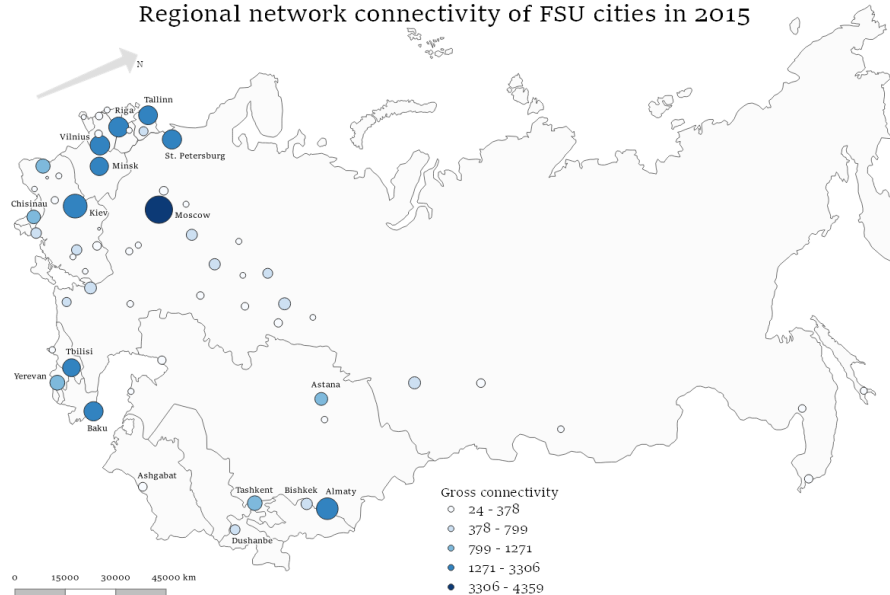 Regional network connectivity of FSU cities in 2015
N
Tallinn
Riga
Vilnius
St. Petersburg
Minsk
Chisinau
Kiev
Moscow
Tbilisi
Yerevan
Astana
Baku
Ashgabat
Tashkent Bishkek Almaty
Dushanbe
Gross connectivity
24 - 378
378 - 799
799 - 1271
1271 - 3306
3306 - 4359
0 15000 30000 45000 km